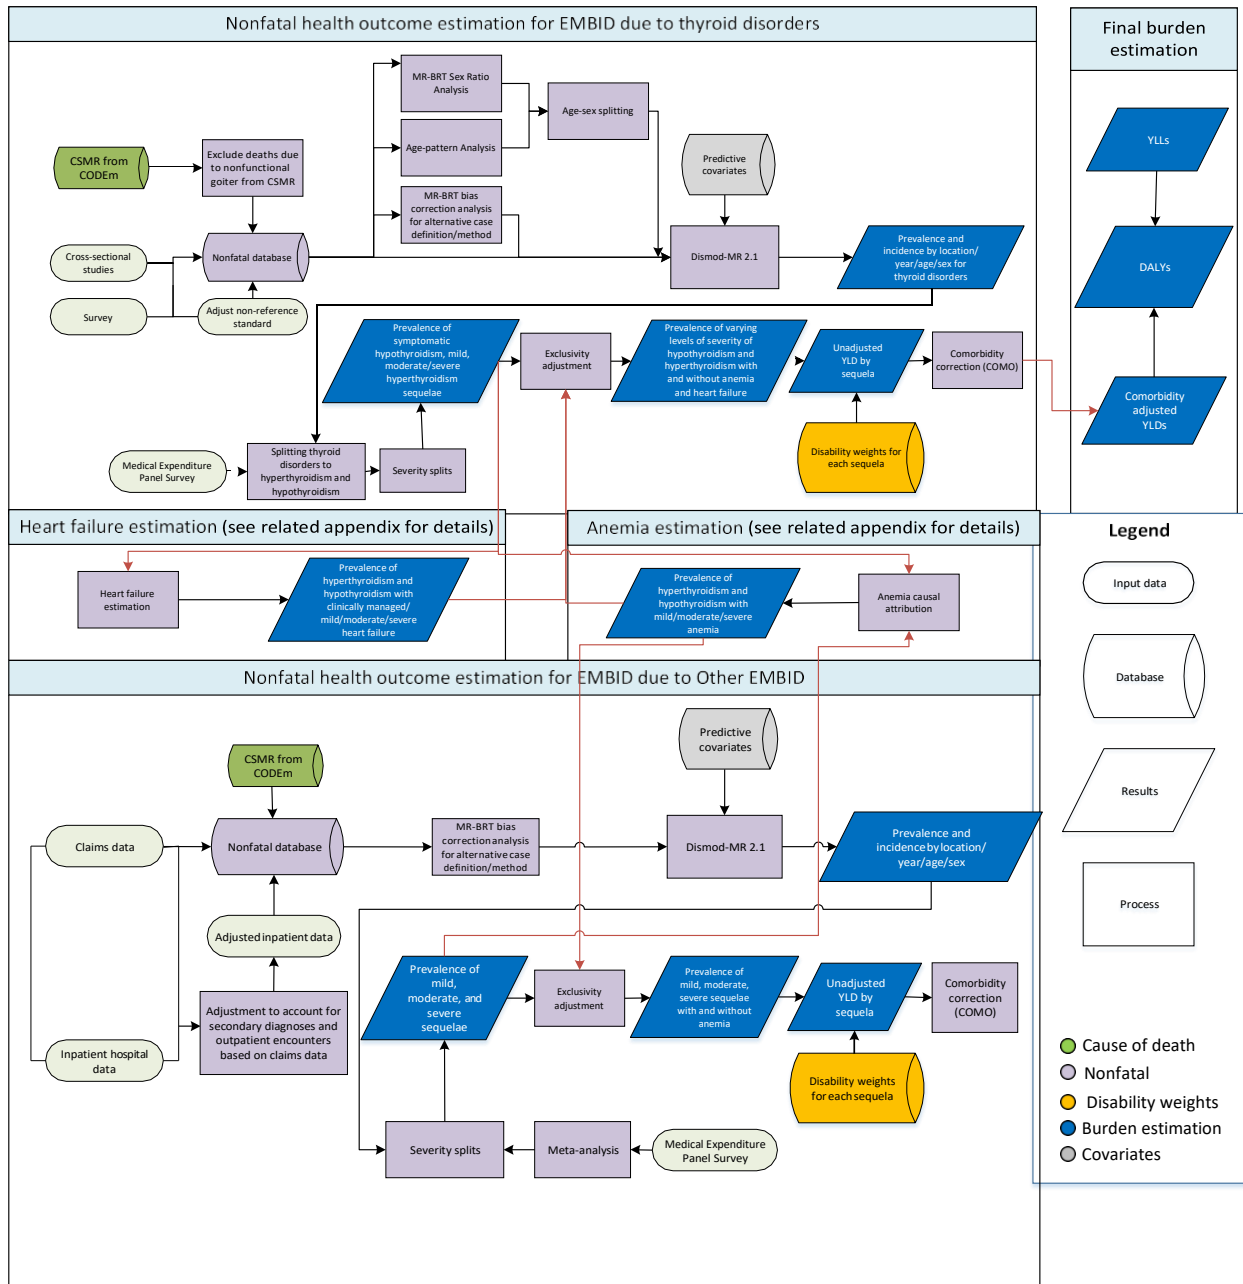 Nonfatal health outcome estimation for EMBID due to thyroid disorders
Final burden
estimation
MR-BRT Sex Ratio
Analysis
Age-sex splitting
Age-pattern Analysis
CSMR from
CODEm
Exclude deaths due
to nonfunctional
goiter from CSMR
Predictive
covariates
YLLs
MR-BRT bias
correction analysis
for alternative case
definition/method
Cross-sectional
studies
Nonfatal database
Dismod-MR 2.1
Prevalence and
incidence by location/
year/age/sex for
thyroid disorders
DALYs
Survey
Adjust non-reference
standard
Prevalence of
symptomatic
hypothyroidism, mild,
moderate/severe
hyperthyroidism
sequelae
Exclusivity
adjustment
Prevalence of varying
levels of severity of
hypothyroidism and
hyperthyroidism with
and without anemia
and heart failure
Unadjusted
YLD by
sequela
Comorbidity
correction (COMO)
Comorbidity
adjusted
YLDs
Medical Expenditure
Panel Survey
Splitting thyroid
disorders to
hyperthyroidism and
hypothyroidism
Severity splits
Disability weights for
each sequela
Heart failure estimation (see related appendix for details)
Anemia estimation (see related appendix for details)
Legend
Heart failure
estimation
Prevalence of
hyperthyroidism and
hypothyroidism with
clinically managed/
mild/moderate/severe
heart failure
Prevalence of
hyperthyroidism and
hypothyroidism with
mild/moderate/severe
anemia
Anemia causal
attribution
Input data
Database
Nonfatal health outcome estimation for EMBID due to Other EMBID
CSMR from
CODEm
Predictive
covariates
Results
Claims data
Nonfatal database
MR-BRT bias
correction analysis
for alternative case
definition/method
Dismod-MR 2.1
Prevalence and
incidence by location/
year/age/sex
Process
Adjusted inpatient data
Prevalence of
mild,
moderate, and
severe
sequelae
Exclusivity
adjustment
Prevalence of
mild, moderate,
severe sequelae
with and without
anemia
Unadjusted
YLD by
sequela
Comorbidity
correction
(COMO)
Inpatient hospital
data
Adjustment to account for
secondary diagnoses and
outpatient encounters
based on claims data
Disability weights
for each sequela
Severity splits
Meta-analysis
Medical Expenditure
Panel Survey
Cause of death
Nonfatal
Disability weights
Burden estimation
Covariates